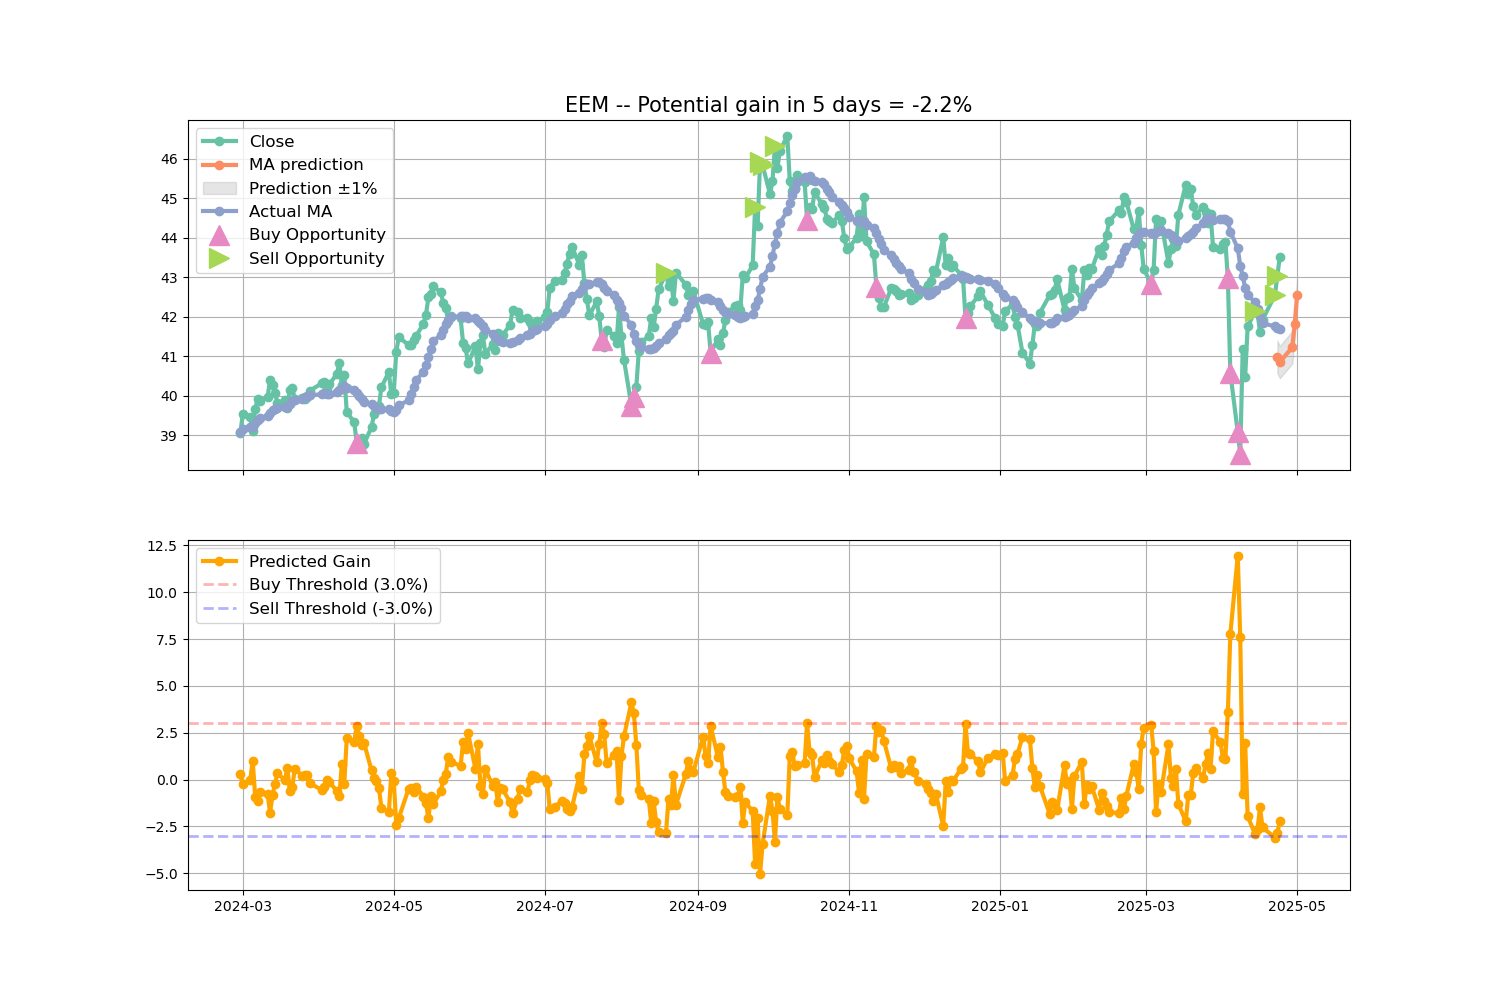 EEM -- Potential gain in 5 days = -2.2%
Close
MA prediction
Prediction ±1%
Actual MA
Buy Opportunity
Sell Opportunity
46
45
44
43
42
41
40
39
12.5
10.0
7.5
5.0
2.5
0.0
−2.5
−5.0
Predicted Gain
Buy Threshold (3.0%)
Sell Threshold (-3.0%)
2024-03 2024-05 2024-07 2024-09 2024-11 2025-01 2025-03 2025-05